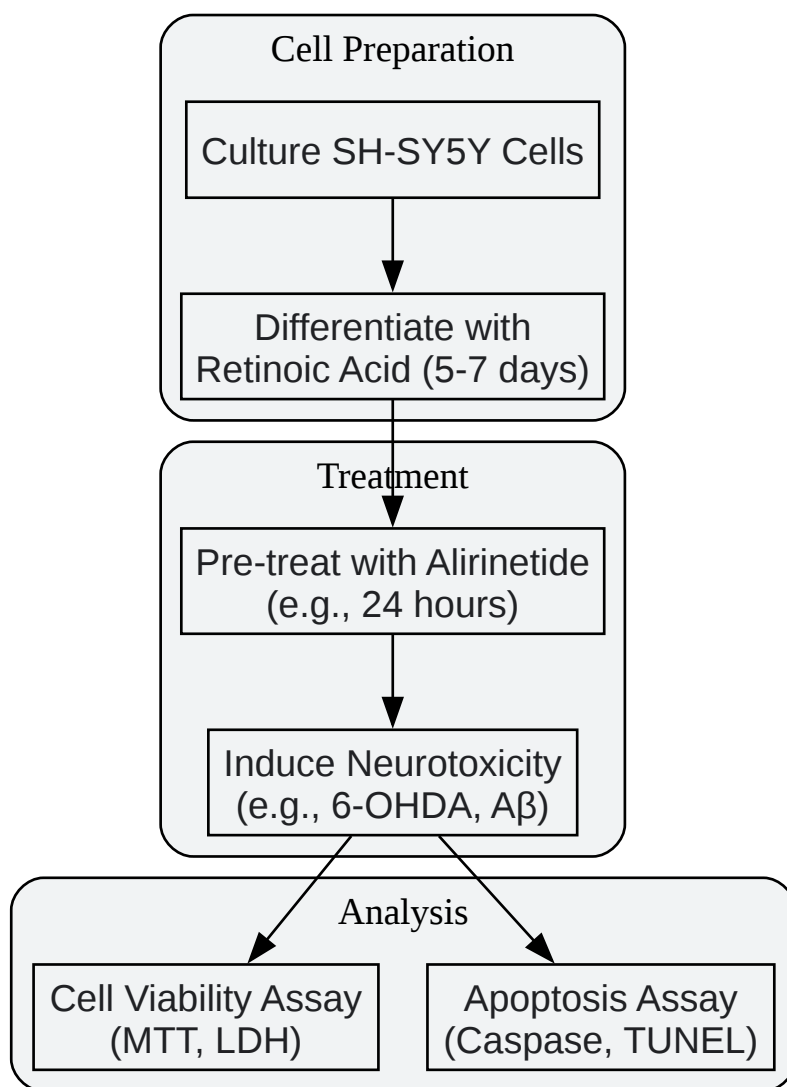 Cell Preparation
Culture SH-SY5Y Cells
Differentiate with
Retinoic Acid (5-7 days)
Treatment
Pre-treat with Alirinetide
(e.g., 24 hours)
Induce Neurotoxicity
(e.g., 6-OHDA, Aβ)
Analysis
Cell Viability Assay
(MTT, LDH)
Apoptosis Assay
(Caspase, TUNEL)